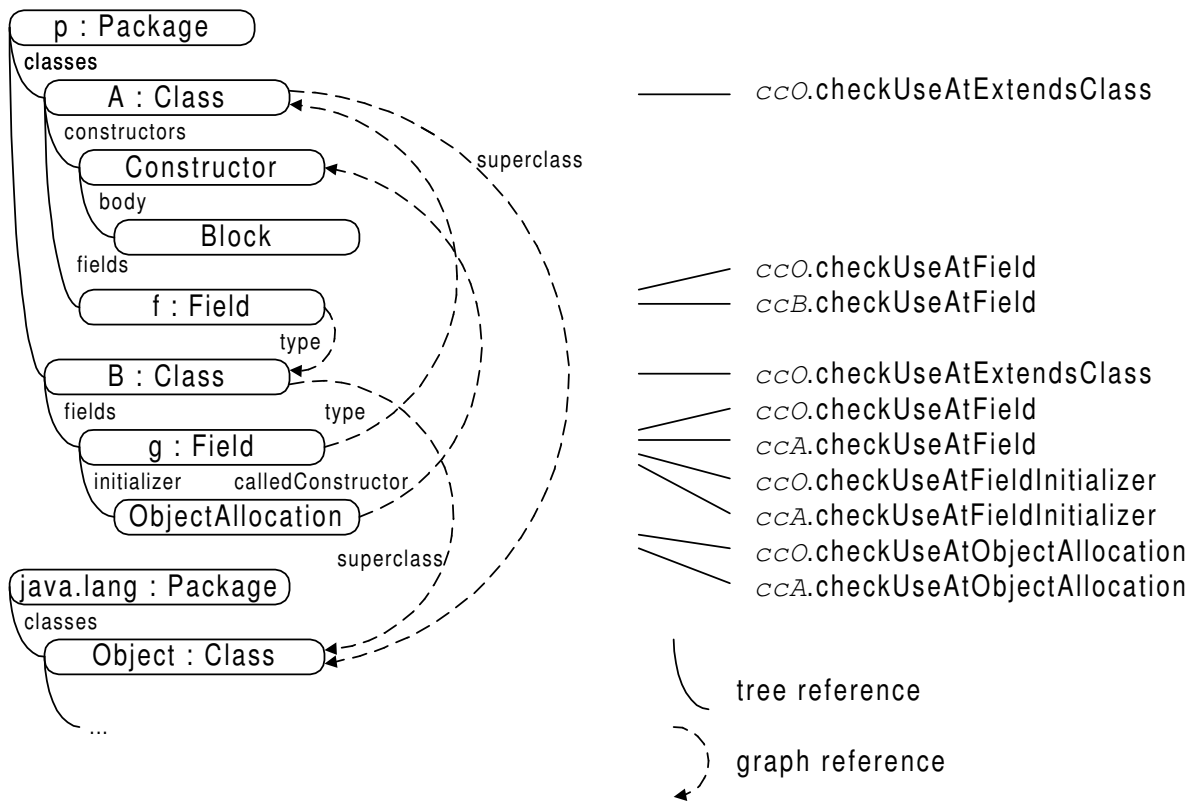 p : Package
classes
A : Class
ccO.checkUseAtExtendsClass
constructors
superclass
Constructor
body
Block
fields
ccO.checkUseAtField
f : Field
ccB.checkUseAtField
type
B : Class
ccO.checkUseAtExtendsClass
fields
type
ccO.checkUseAtField
g : Field
ccA.checkUseAtField
initializer
calledConstructor
ccO.checkUseAtFieldInitializer
ObjectAllocation
ccA.checkUseAtFieldInitializer
ccO.checkUseAtObjectAllocation
superclass
java.lang : Package
ccA.checkUseAtObjectAllocation
classes
Object : Class
tree reference
...
graph reference